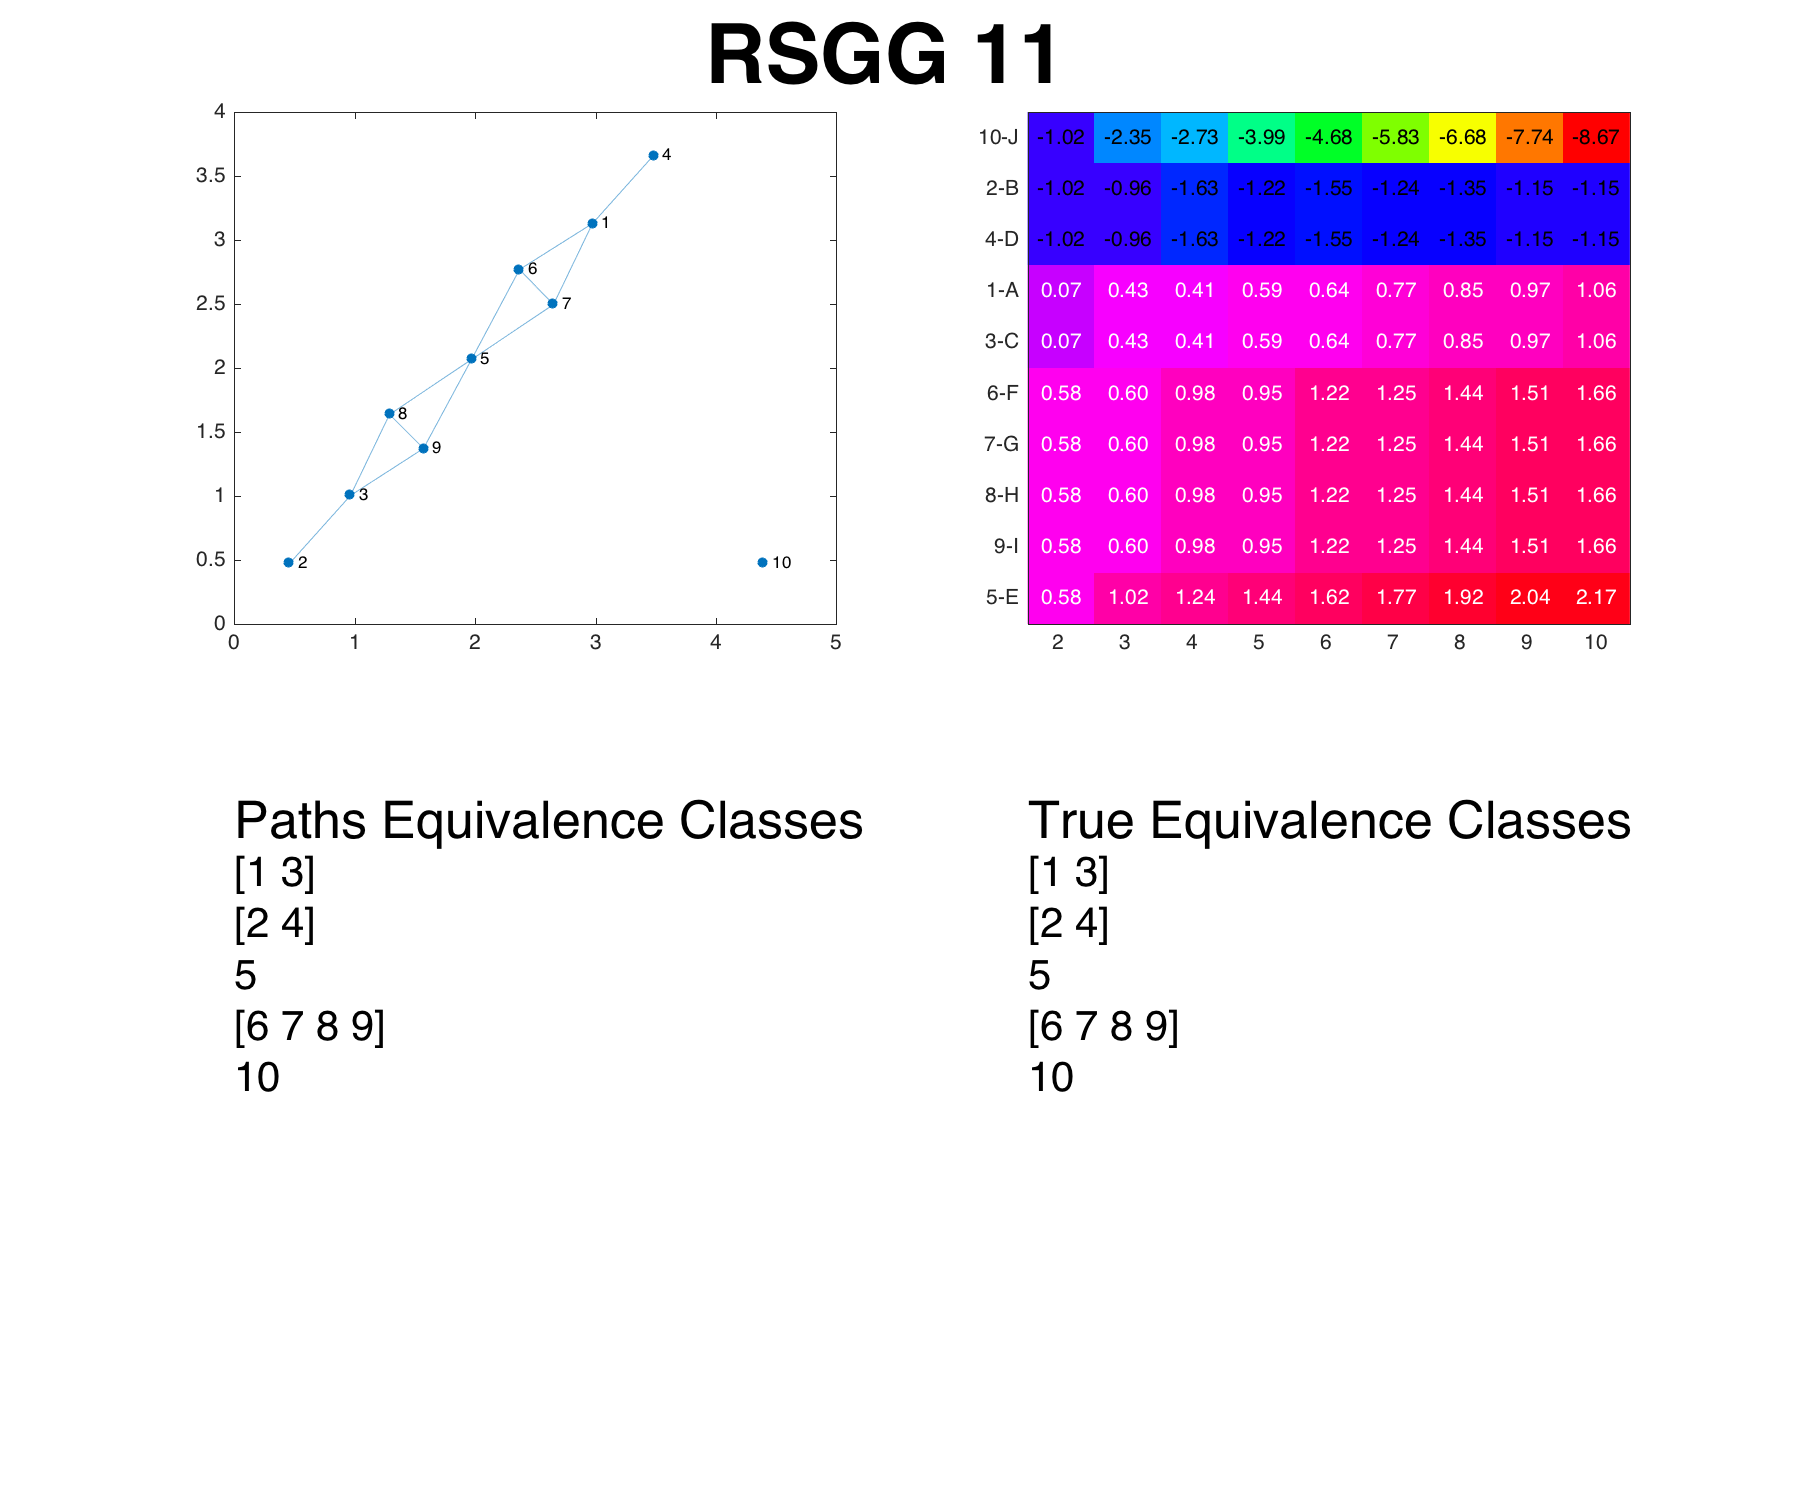 RSGG 11
4
3.5
3
2.5
2
1.5
1
0.5
0
0 1 2 3 4 5
4
1
6
7
5
8
9
3
2
10
10-J -1.02 -2.35 -2.73 -3.99 -4.68 -5.83 -6.68 -7.74 -8.67
2-B -1.02 -0.96 -1.63 -1.22 -1.55 -1.24 -1.35 -1.15 -1.15
4-D -1.02 -0.96 -1.63 -1.22 -1.55 -1.24 -1.35 -1.15 -1.15
1-A 0.07 0.43 0.41 0.59 0.64 0.77 0.85 0.97 1.06
3-C 0.07 0.43 0.41 0.59 0.64 0.77 0.85 0.97 1.06
6-F 0.58 0.60 0.98 0.95 1.22 1.25 1.44 1.51 1.66
7-G 0.58 0.60 0.98 0.95 1.22 1.25 1.44 1.51 1.66
8-H 0.58 0.60 0.98 0.95 1.22 1.25 1.44 1.51 1.66
9-I 0.58 0.60 0.98 0.95 1.22 1.25 1.44 1.51 1.66
5-E 0.58 1.02 1.24 1.44 1.62 1.77 1.92 2.04 2.17
2 3 4 5 6 7 8 9 10
Paths Equivalence Classes
[1 3]
[2 4]
5
[6 7 8 9]
10
True Equivalence Classes
[1 3]
[2 4]
5
[6 7 8 9]
10